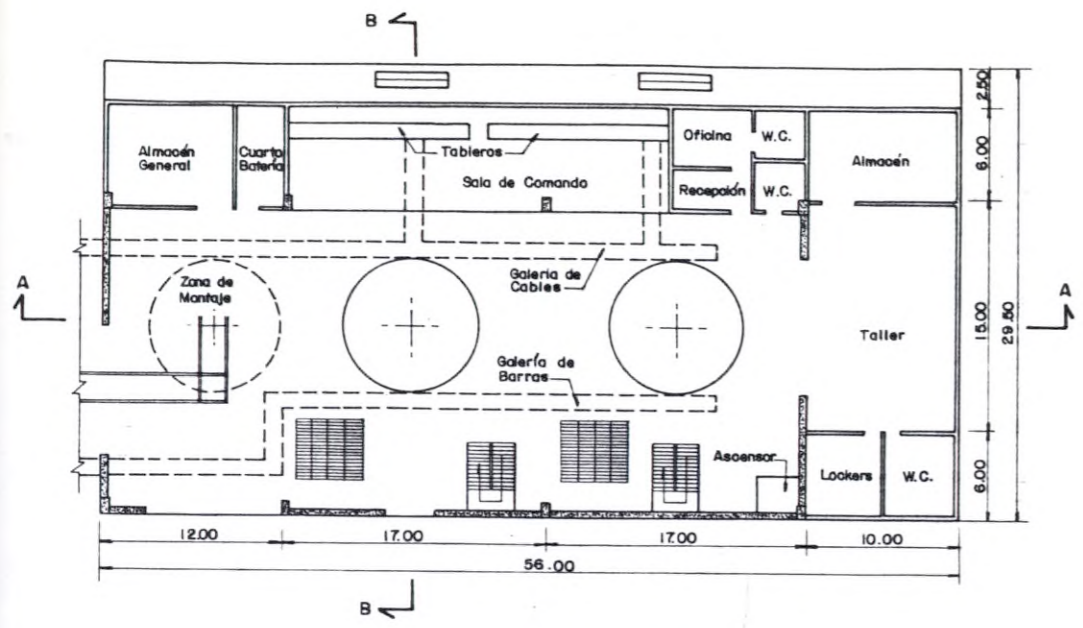 B
2.50
Almacén
General
Cuarto
Batería
Tableros
Sala de Comando
Oficina
W.C.
Recepción
W.C.
Almacén
6.00
A
Zona de
Montaje
Galería de
Cables
Taller
A
15.00
29.50
Galería de
Barras
Ascensor
Lockers
W.C.
6.00
12.00
17.00
17.00
10.00
56.00
B